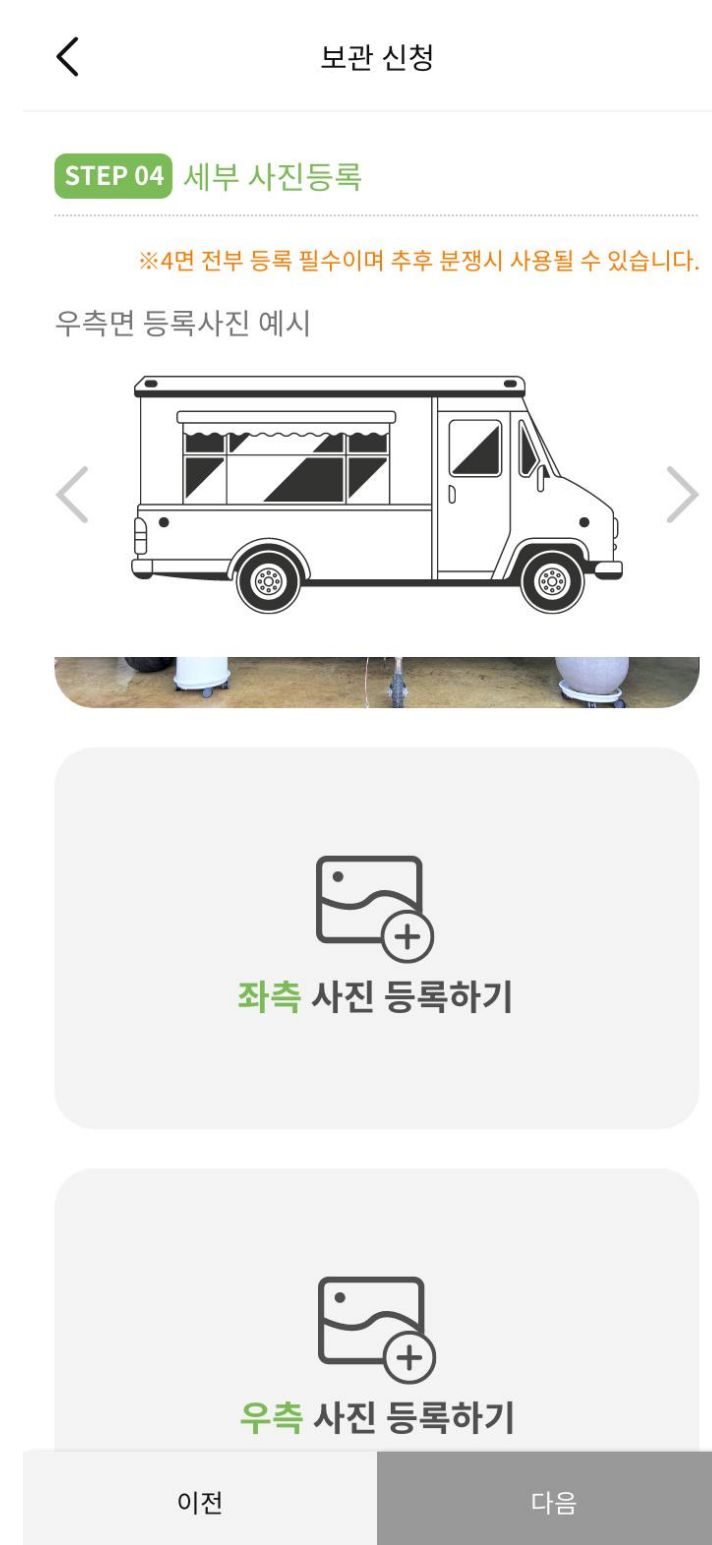 보관 신청
STEP 04 세부 사진등록
※4면 전부 등록 필수이며 추후 분쟁시 사용될 수 있습니다.
우측면 등록사진 예시
좌측 사진 등록하기
우측 사진 등록하기
이전 다음